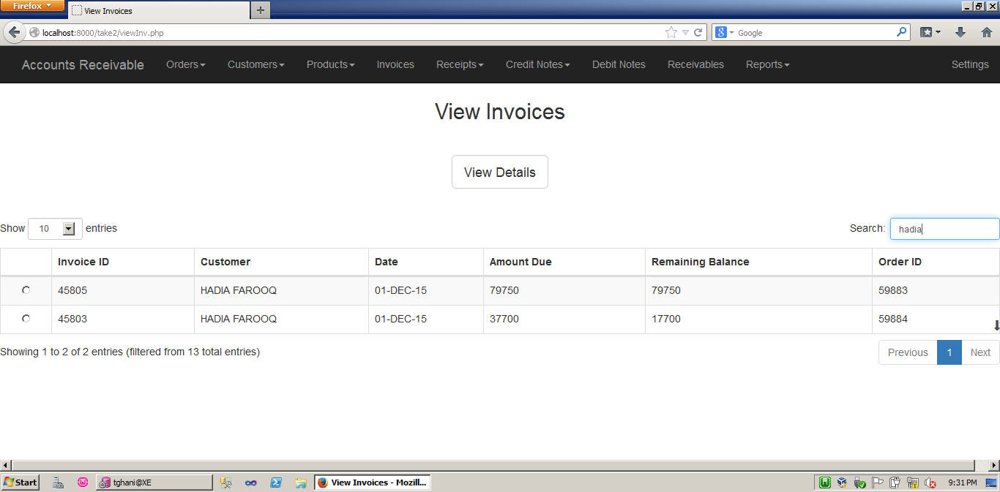 Firefox
View Invoices
localhost:8000/take2/viewInv.php
Google
Accounts Receivable Orders Customers Products Invoices Receipts Credit Notes Debit Notes Receivables Reports Settings
View Invoices
View Details
Show 10 entries Search: hadia
Invoice ID Customer Date Amount Due Remaining Balance Order ID
45805 HADIA FAROOQ 01-DEC-15 79750 79750 59883
45803 HADIA FAROOQ 01-DEC-15 37700 17700 59884
Showing 1 to 2 of 2 entries (filtered from 13 total entries) Previous 1 Next
Start tghani@XE View Invoices - Mozill... 9:31 PM